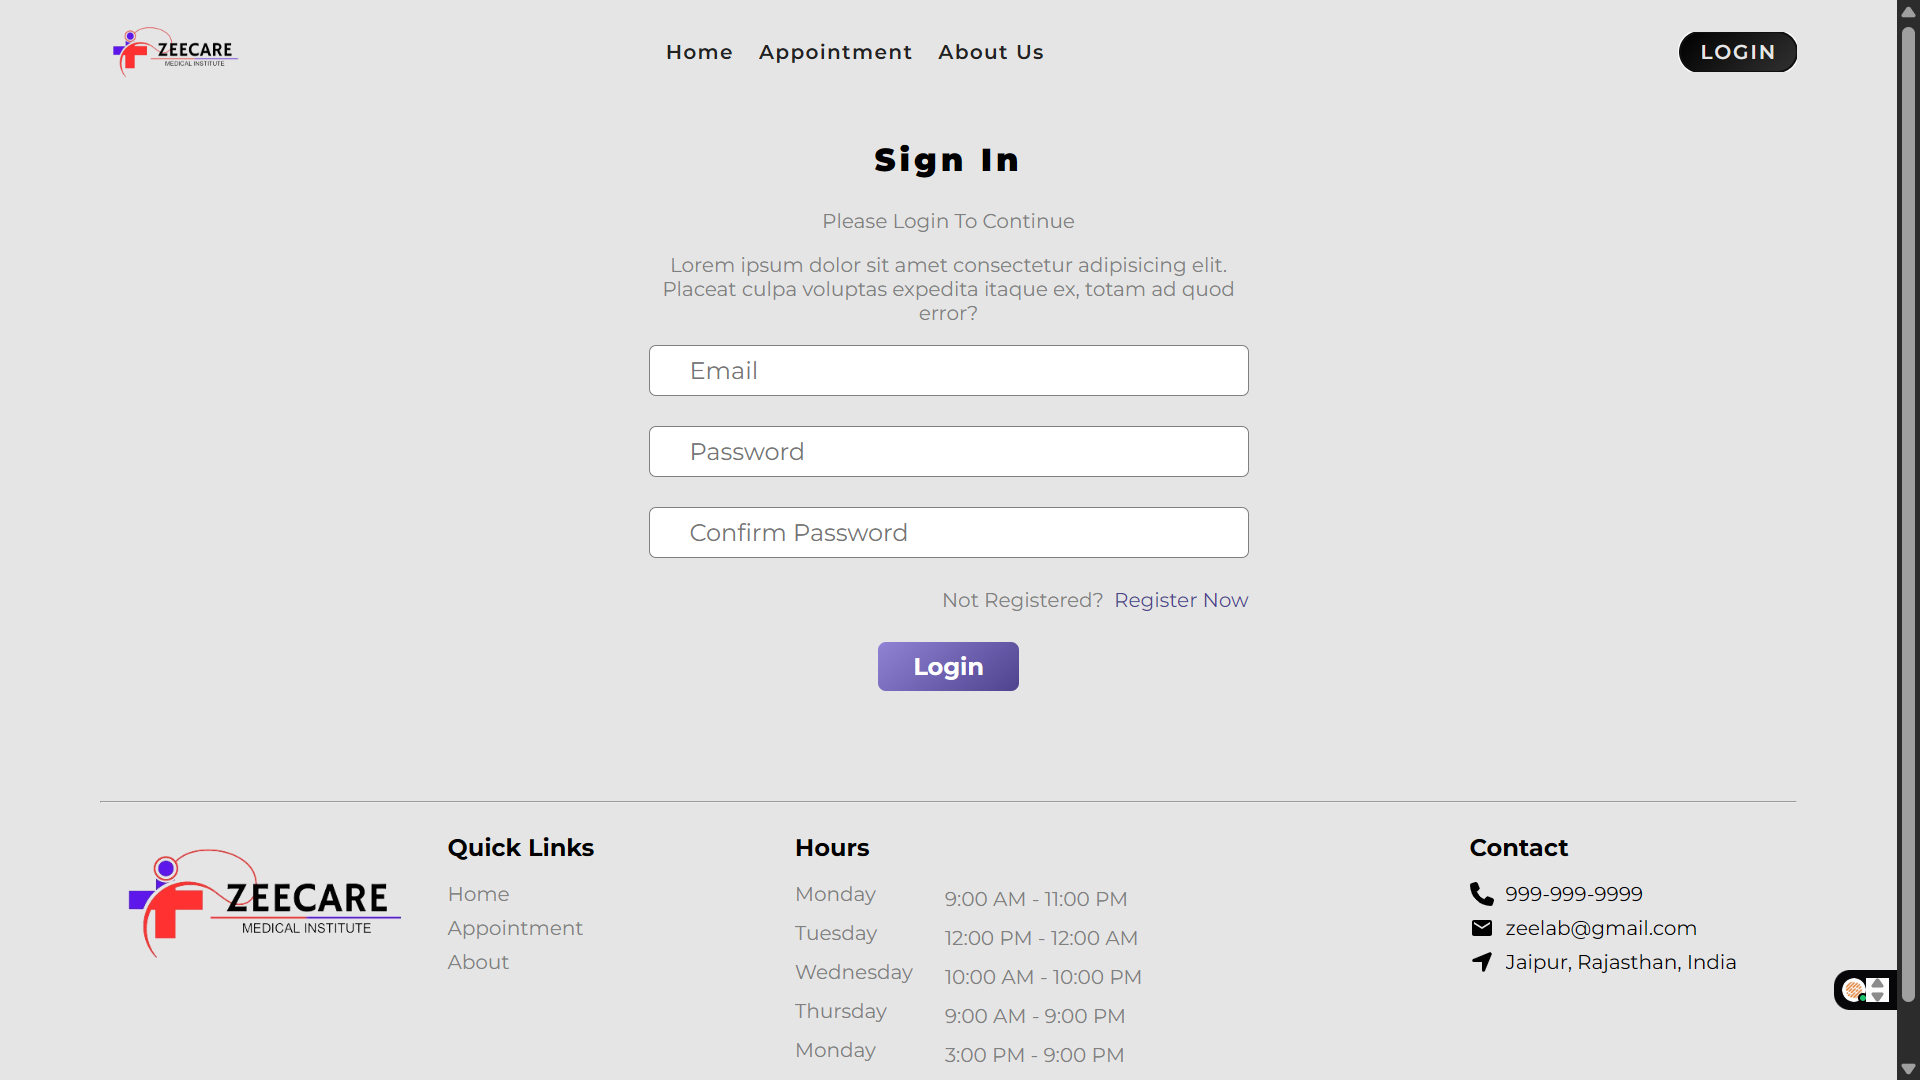 ZEECARE
MEDICAL INSTITUTE
Home Appointment About Us
LOGIN
Sign In
Please Login To Continue
Lorem ipsum dolor sit amet consectetur adipisicing elit.
Placeat culpa voluptas expedita itaque ex, totam ad quod
error?
Email
Password
Confirm Password
Not Registered? Register Now
Login
ZEECARE
MEDICAL INSTITUTE
Quick Links
Home
Appointment
About
Hours
Monday 9:00 AM - 11:00 PM
Tuesday 12:00 PM - 12:00 AM
Wednesday 10:00 AM - 10:00 PM
Thursday 9:00 AM - 9:00 PM
Monday 3:00 PM - 9:00 PM
Contact
999-999-9999
zeelab@gmail.com
Jaipur, Rajasthan, India